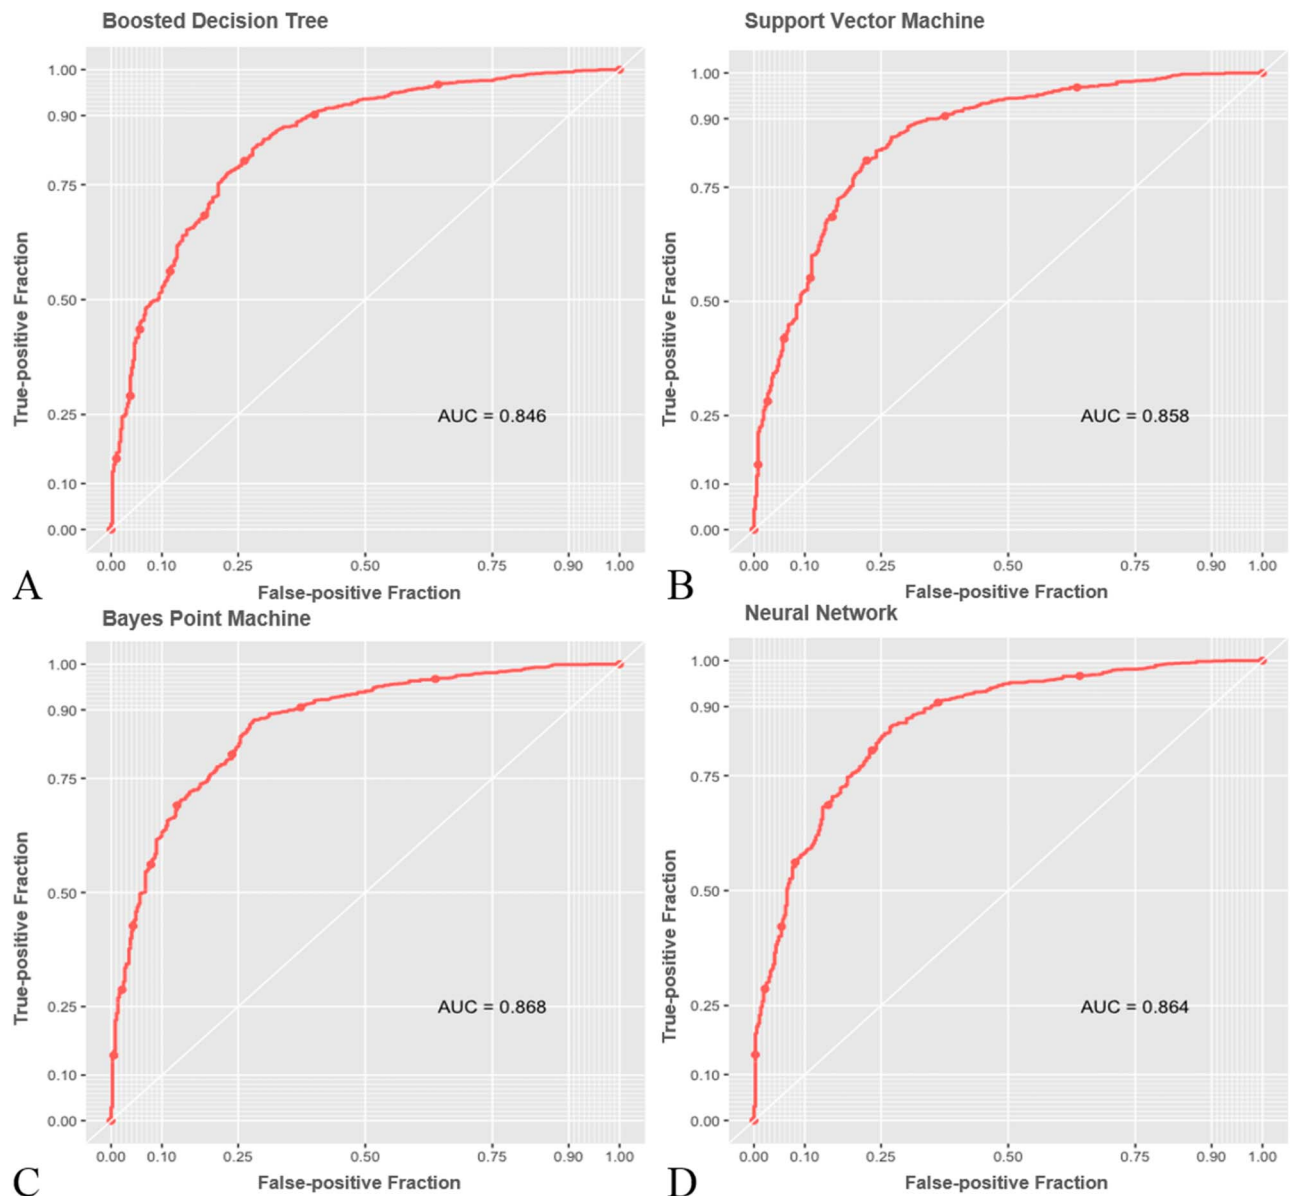 Boosted Decision Tree
True-positive Fraction
1.00
0.90
0.75
0.50
0.25
0.10
0.00
AUC = 0.846
0.00 0.10 0.25 0.50 0.75 0.90 1.00
False-positive Fraction
A
Support Vector Machine
True-positive Fraction
1.00
0.90
0.75
0.50
0.25
0.10
0.00
AUC = 0.858
0.00 0.10 0.25 0.50 0.75 0.90 1.00
False-positive Fraction
B
Bayes Point Machine
True-positive Fraction
1.00
0.90
0.75
0.50
0.25
0.10
0.00
AUC = 0.868
0.00 0.10 0.25 0.50 0.75 0.90 1.00
False-positive Fraction
C
Neural Network
True-positive Fraction
1.00
0.90
0.75
0.50
0.25
0.10
0.00
AUC = 0.864
0.00 0.10 0.25 0.50 0.75 0.90 1.00
False-positive Fraction
D